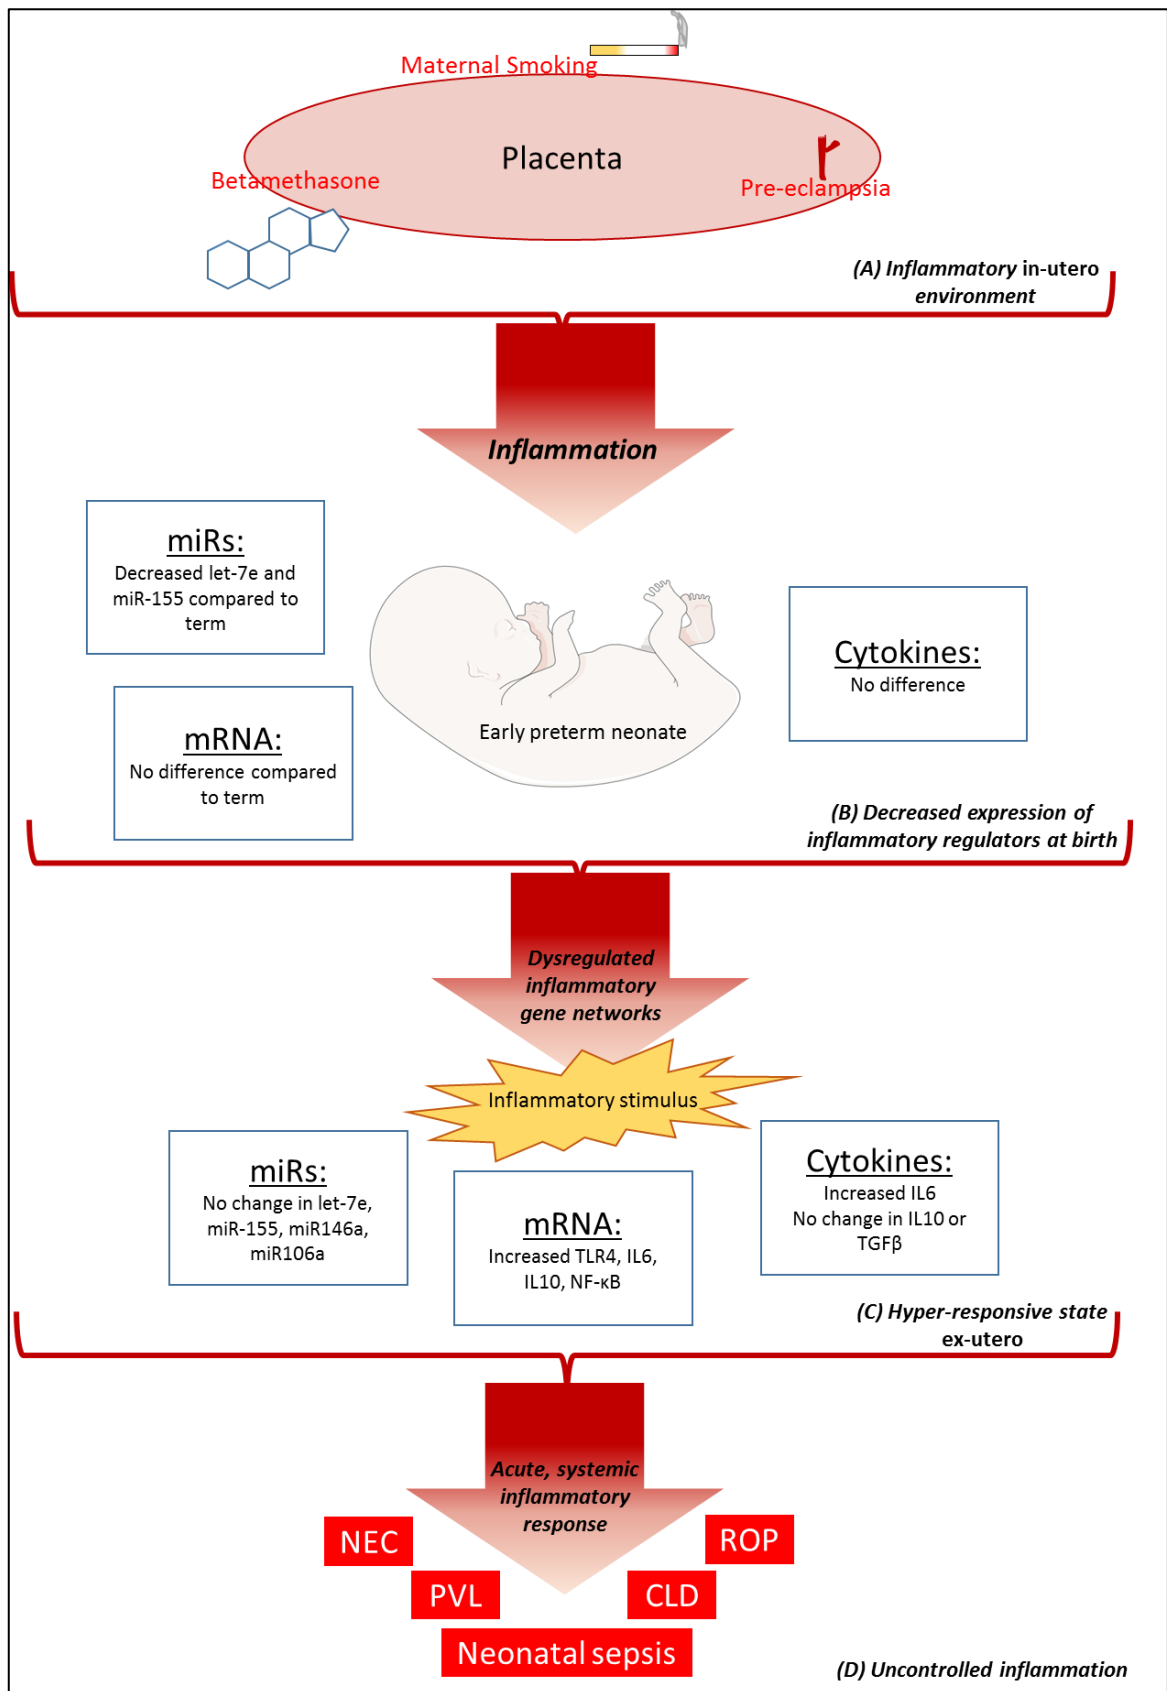 Maternal Smoking
Placenta
Betamethasone
Pre-eclampsia
(A) Inflammatory in-utero
environment
Inflammation
miRs:
Decreased let-7e and
miR-155 compared to
term
Cytokines:
No difference
mRNA:
No difference compared
to term
Early preterm neonate
(B) Decreased expression of
inflammatory regulators at birth
Dysregulated
inflammatory
gene networks
Inflammatory stimulus
miRs:
No change in let-7e,
miR-155, miR146a,
miR106a
mRNA:
Increased TLR4, IL6,
IL10, NF-κB
Cytokines:
Increased IL6
No change in IL10 or
TGFβ
(C) Hyper-responsive state
ex-utero
Acute, systemic
inflammatory
response
NEC
ROP
PVL
CLD
Neonatal sepsis
(D) Uncontrolled inflammation